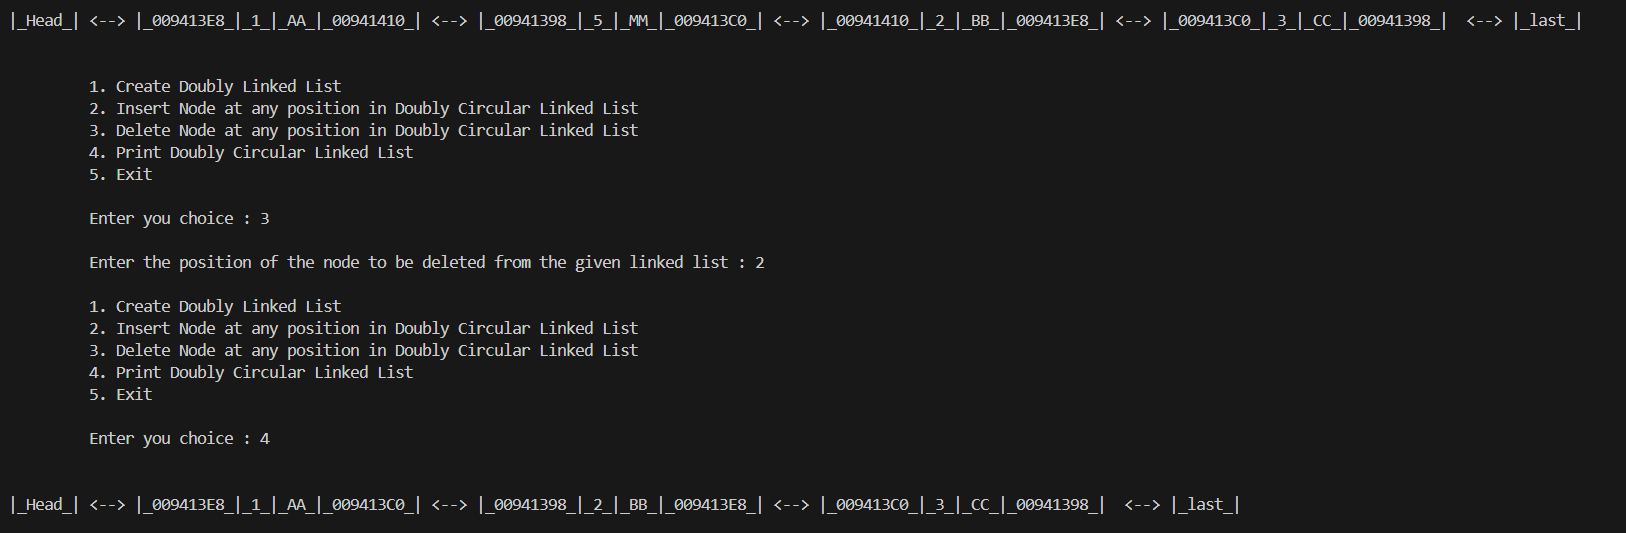 |_Head_| <--> |_009413E8_|_1_|_AA_|_00941410_| <--> |_00941398_|_5_|_MM_|_009413C0_| <--> |_00941410_|_2_|_BB_|_009413E8_| <--> |_009413C0_|_3_|_CC_|_00941398_|  <--> |_last_|
1. Create Doubly Linked List
2. Insert Node at any position in Doubly Circular Linked List
3. Delete Node at any position in Doubly Circular Linked List
4. Print Doubly Circular Linked List
5. Exit
Enter you choice : 3
Enter the position of the node to be deleted from the given linked list : 2
1. Create Doubly Linked List
2. Insert Node at any position in Doubly Circular Linked List
3. Delete Node at any position in Doubly Circular Linked List
4. Print Doubly Circular Linked List
5. Exit
Enter you choice : 4
|_Head_| <--> |_009413E8_|_1_|_AA_|_009413C0_| <--> |_00941398_|_2_|_BB_|_009413E8_| <--> |_009413C0_|_3_|_CC_|_00941398_|  <--> |_last_|